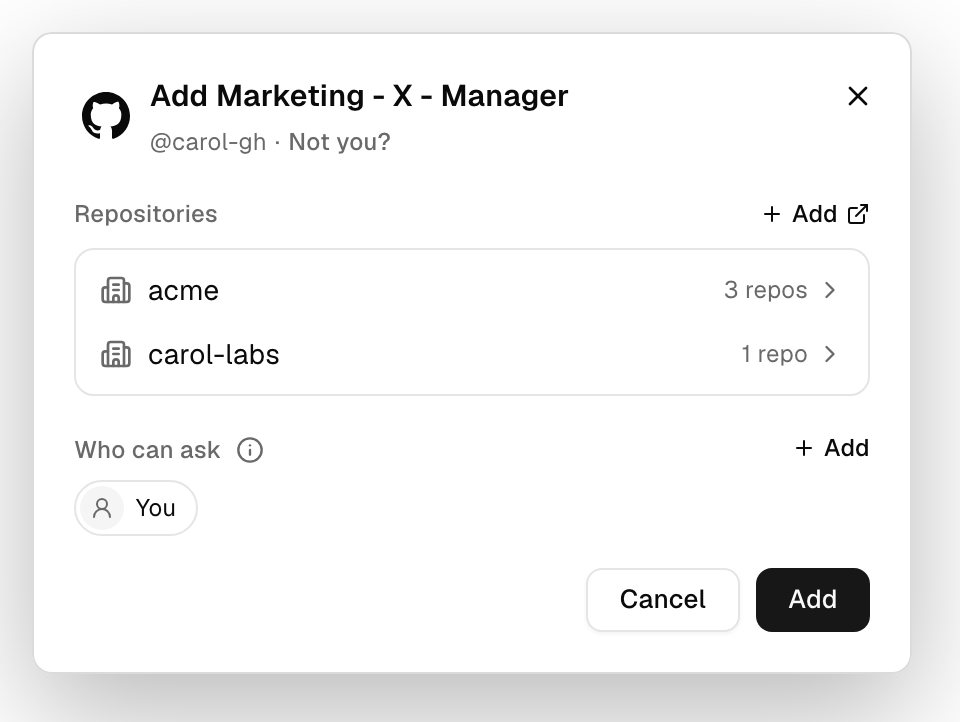 Add Marketing - X - Manager
@carol-gh · Not you?
Repositories
+ Add
acme
3 repos
carol-labs
1 repo
Who can ask
+ Add
You
Cancel
Add